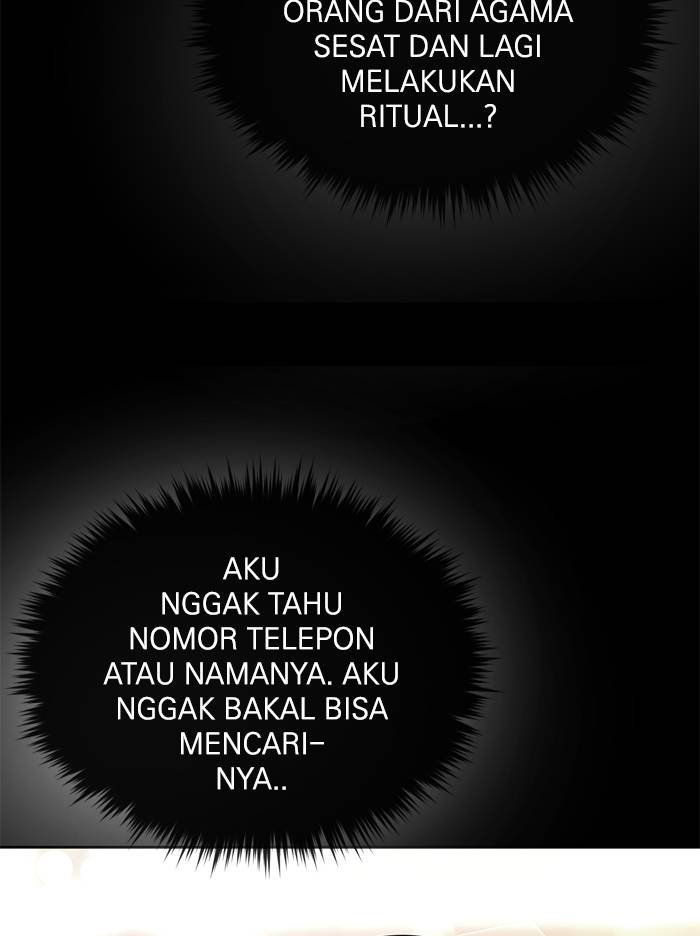 ORANG DARI AGAMA
SESAT DAN LAGI
MELAKUKAN
RITUAL...?
AKU
NGGAK TAHU
NOMOR TELEPON
ATAU NAMANYA. AKU
NGGAK BAKAL BISA
MENCARI-
NYA..